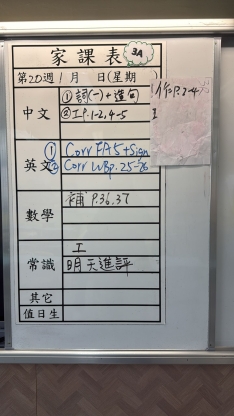 家課表 3A
第20週 1月 日(星期 )
中文
①詞(一)+造句
②工P.1-2,4-5
英文
① Corr FA5+Sign
② Corr WBp.25-26
數學
補P.36,37
常識
工
明天進評
其它
值日生